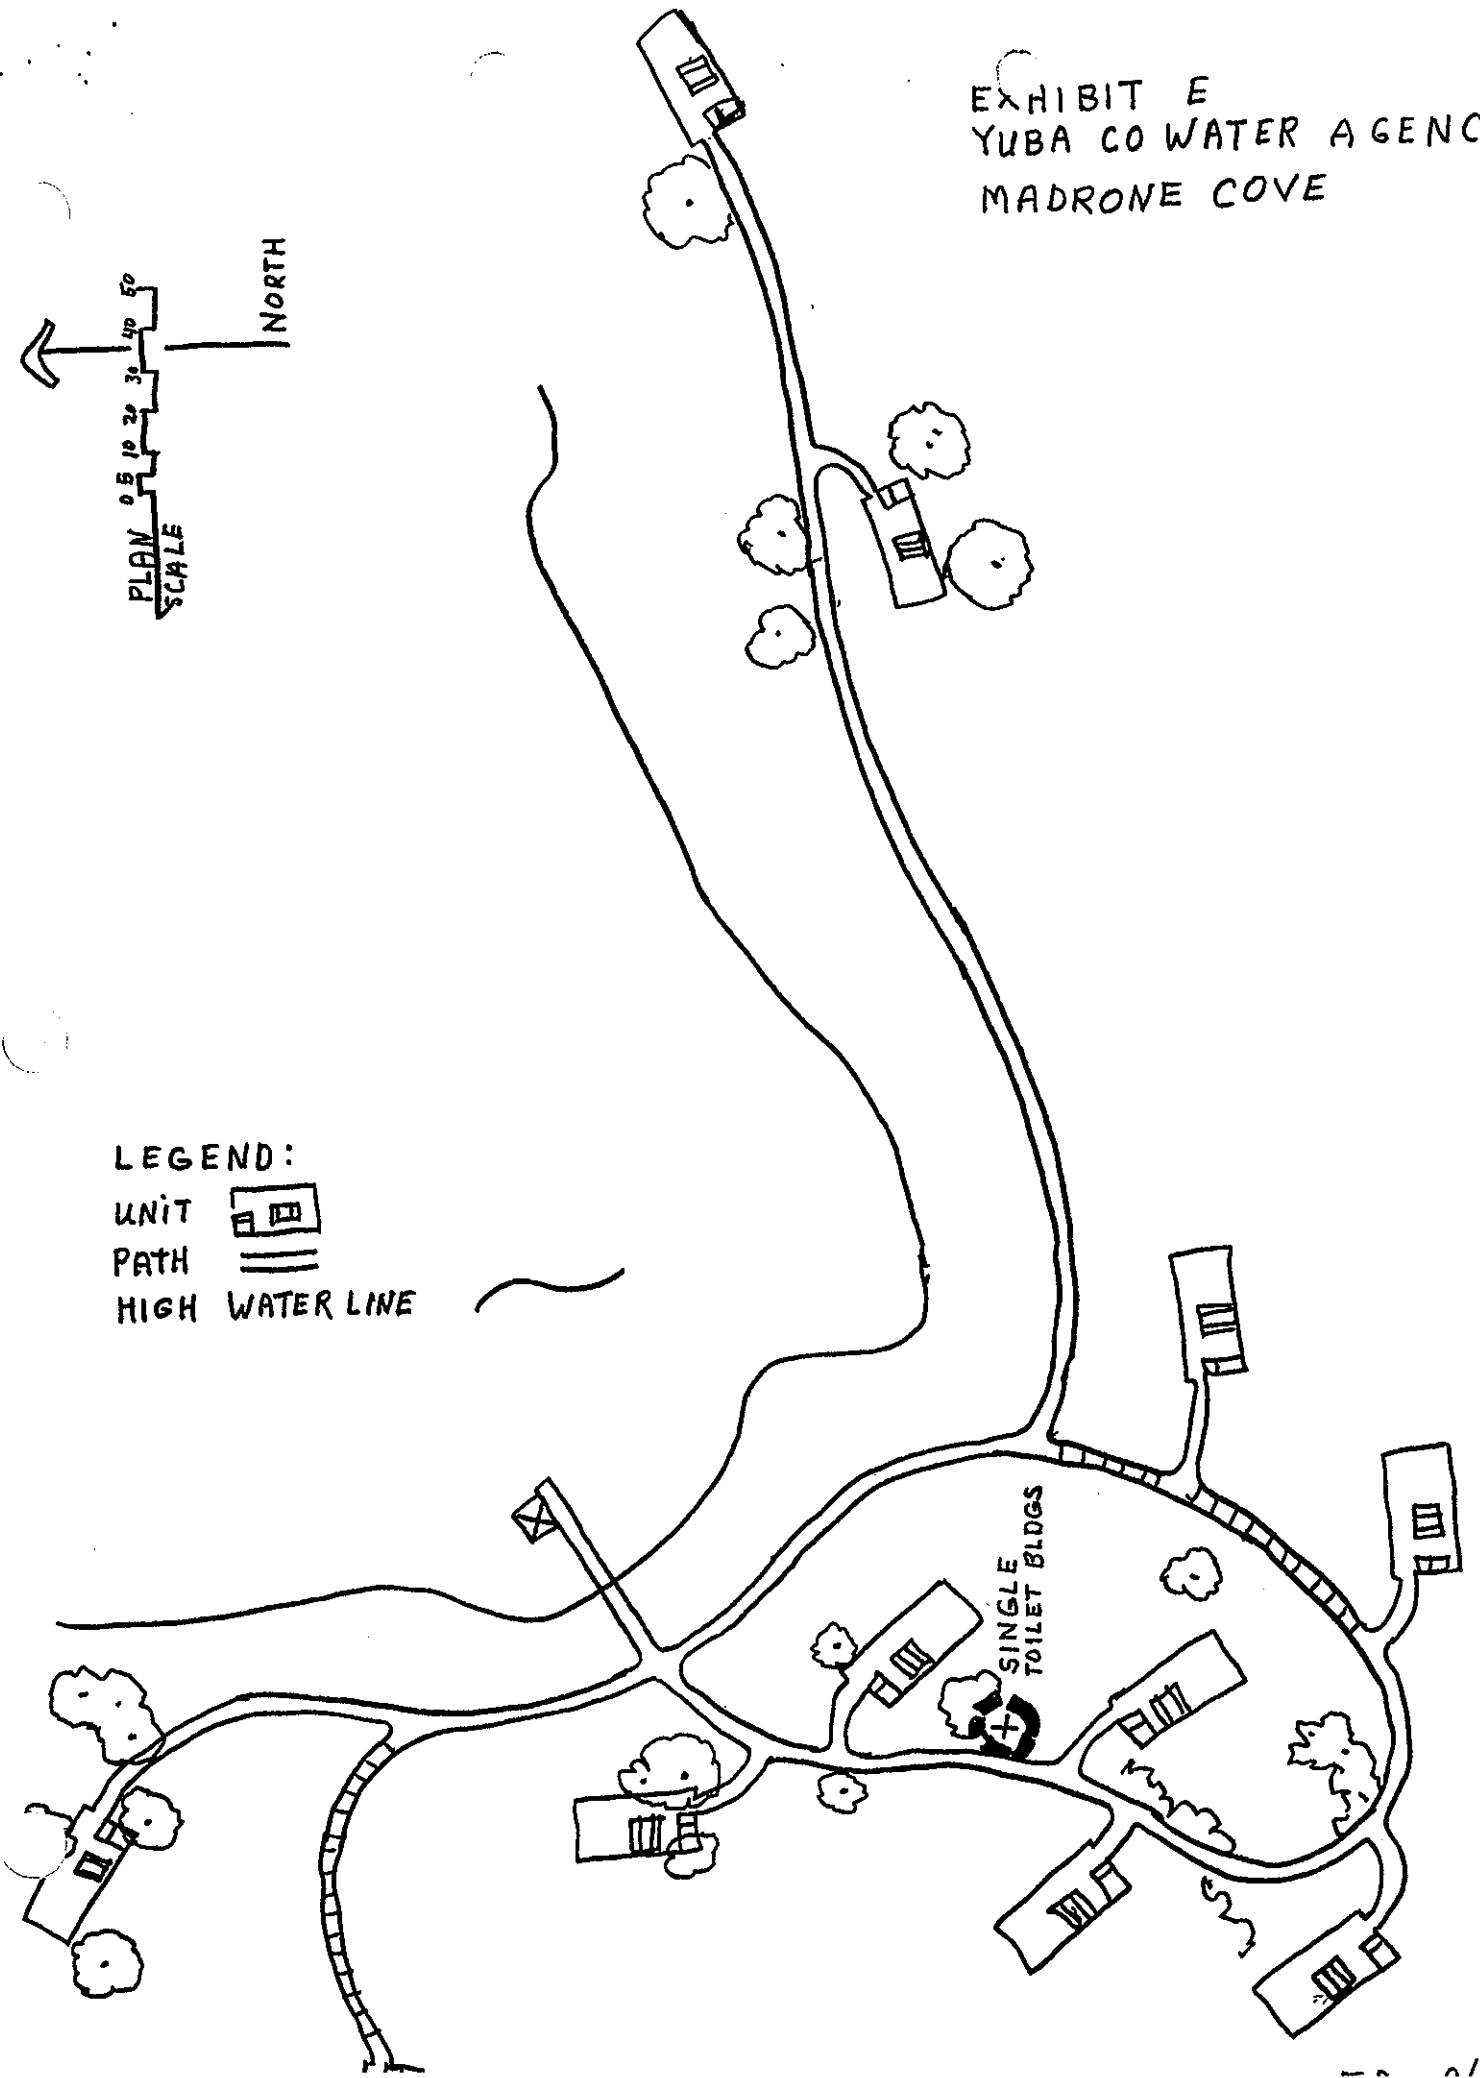 EXHIBIT E
YUBA CO WATER AGENC
MADRONE COVE
NORTH
0 5 10 20 30 40 50
PLAN
SCALE
LEGEND:
UNIT
PATH
HIGH WATER LINE
SINGLE
TOILET BLDGS